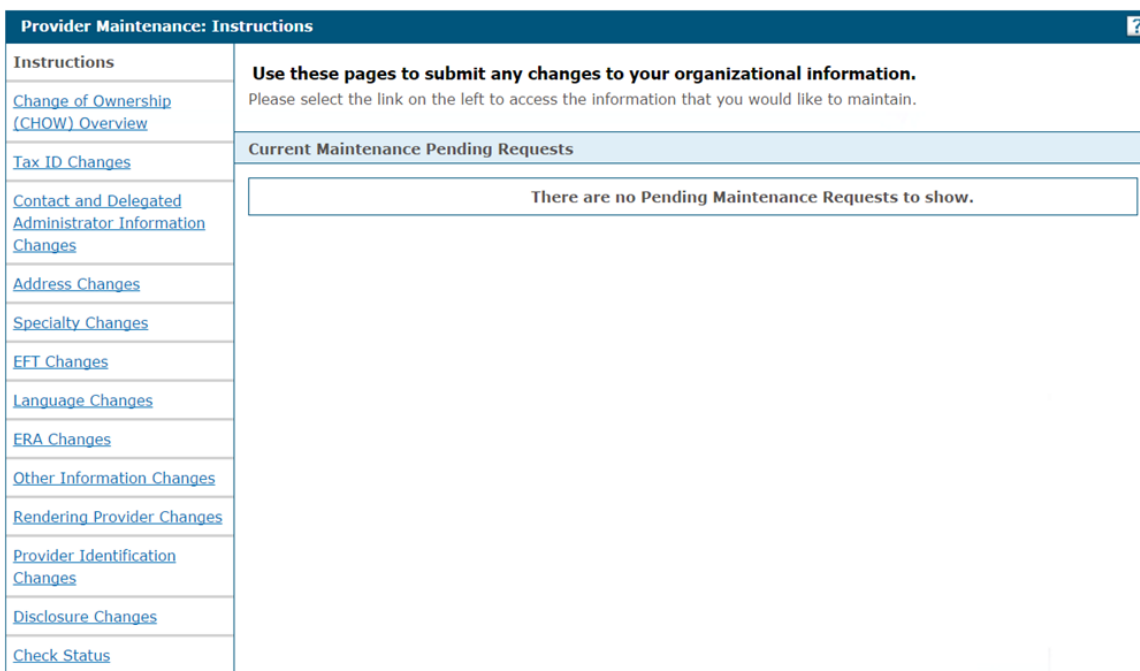 Provider Maintenance: Instructions
?
Instructions
Change of Ownership
(CHOW) Overview
Tax ID Changes
Contact and Delegated
Administrator Information
Changes
Address Changes
Specialty Changes
EFT Changes
Language Changes
ERA Changes
Other Information Changes
Rendering Provider Changes
Provider Identification
Changes
Disclosure Changes
Check Status
Use these pages to submit any changes to your organizational information.
Please select the link on the left to access the information that you would like to maintain.
Current Maintenance Pending Requests
There are no Pending Maintenance Requests to show.